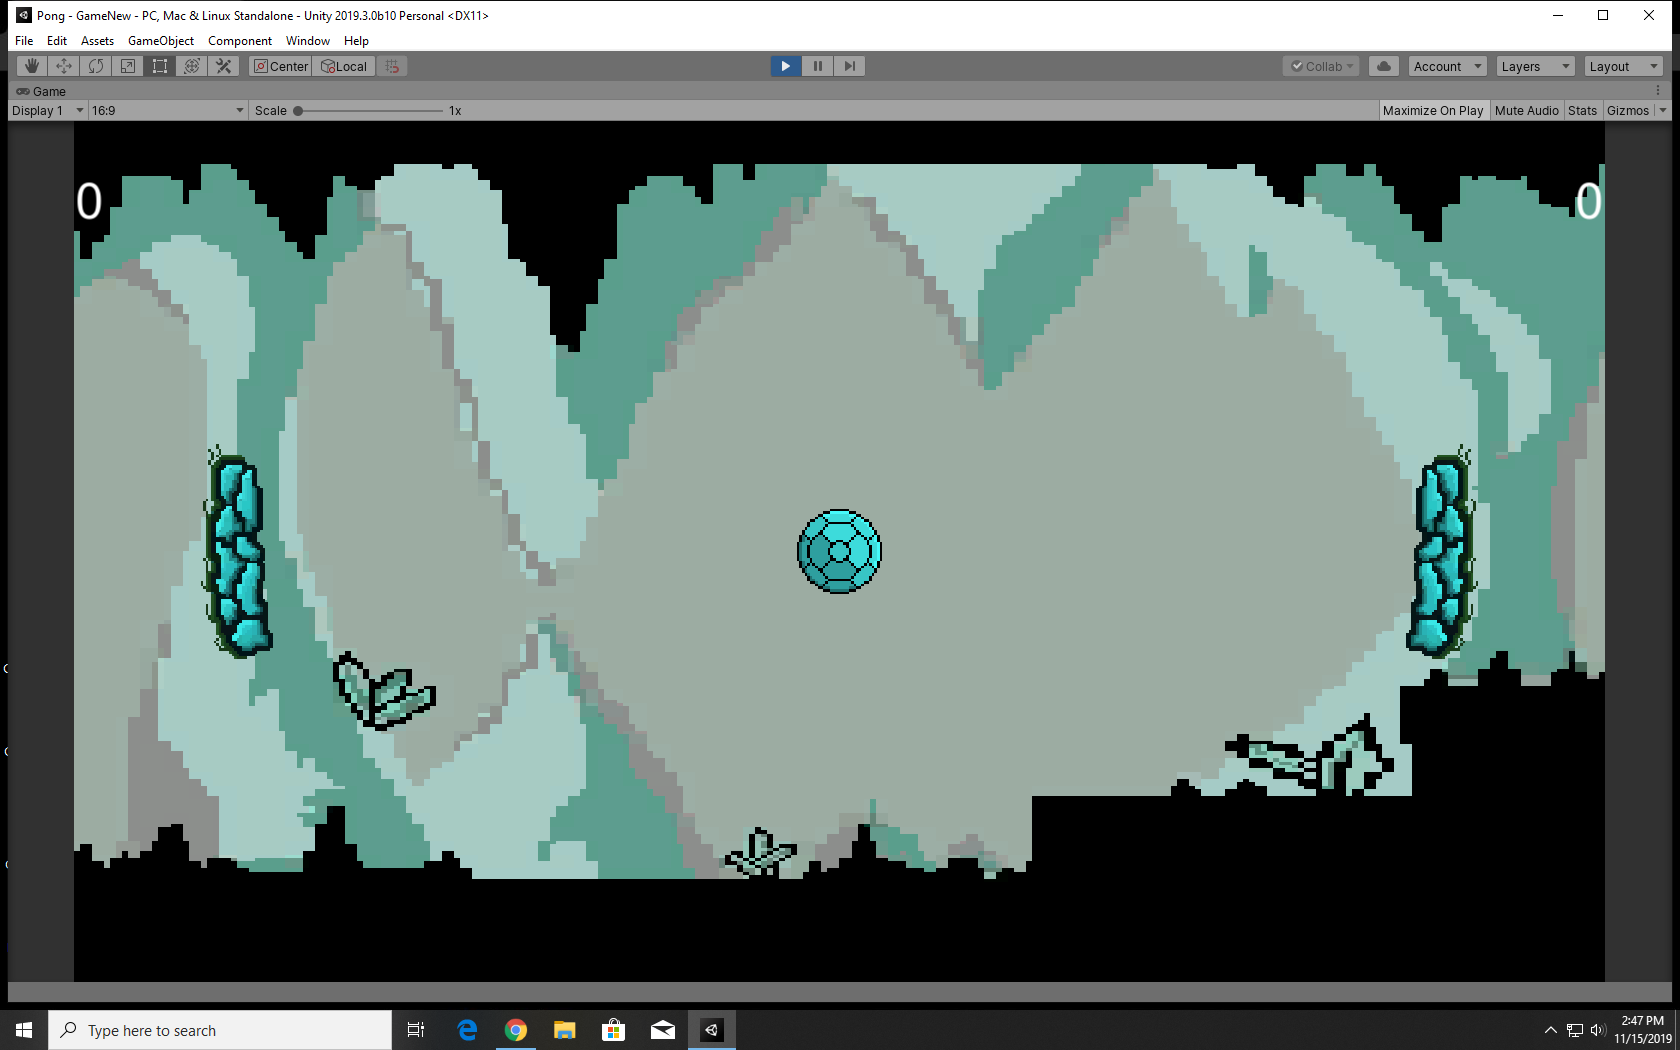 Pong - GameNew - PC, Mac & Linux Standalone - Unity 2019.3.0b10 Personal <DX11>
File Edit Assets GameObject Component Window Help
Center Local Collab Account Layers Layout
Game
Display 1 16:9 Scale 1x Maximize On Play Mute Audio Stats Gizmos
0 0
Type here to search
2:47 PM
11/15/2019